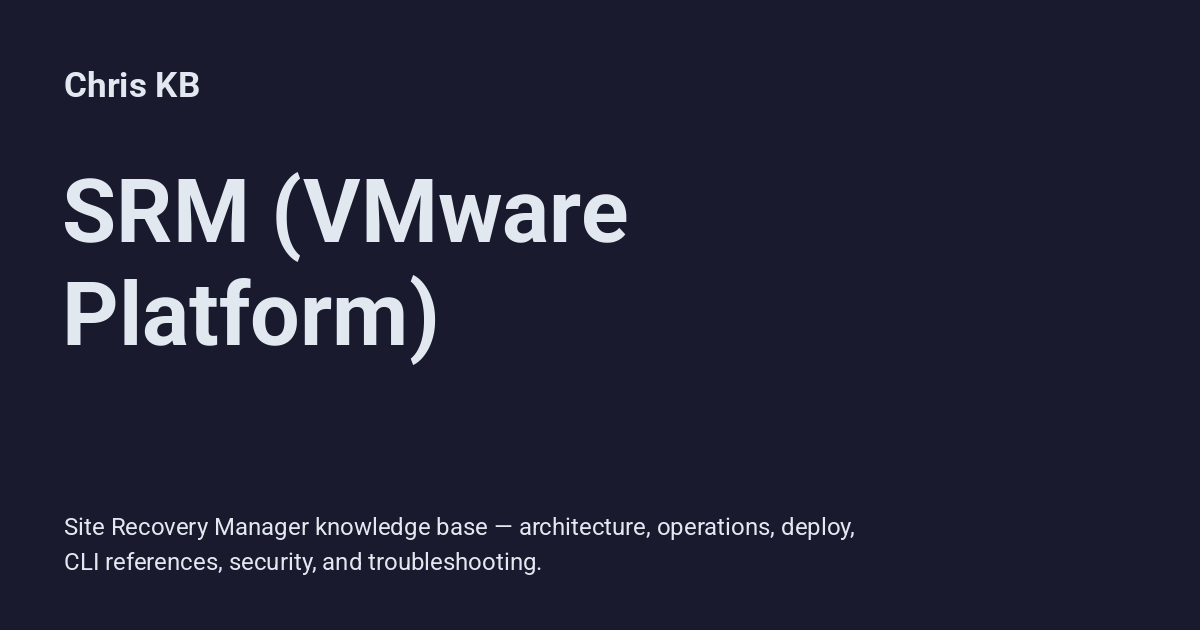 Chris KB
SRM (VMware
Platform)
Site Recovery Manager knowledge base — architecture, operations, deploy,
CLI references, security, and troubleshooting.